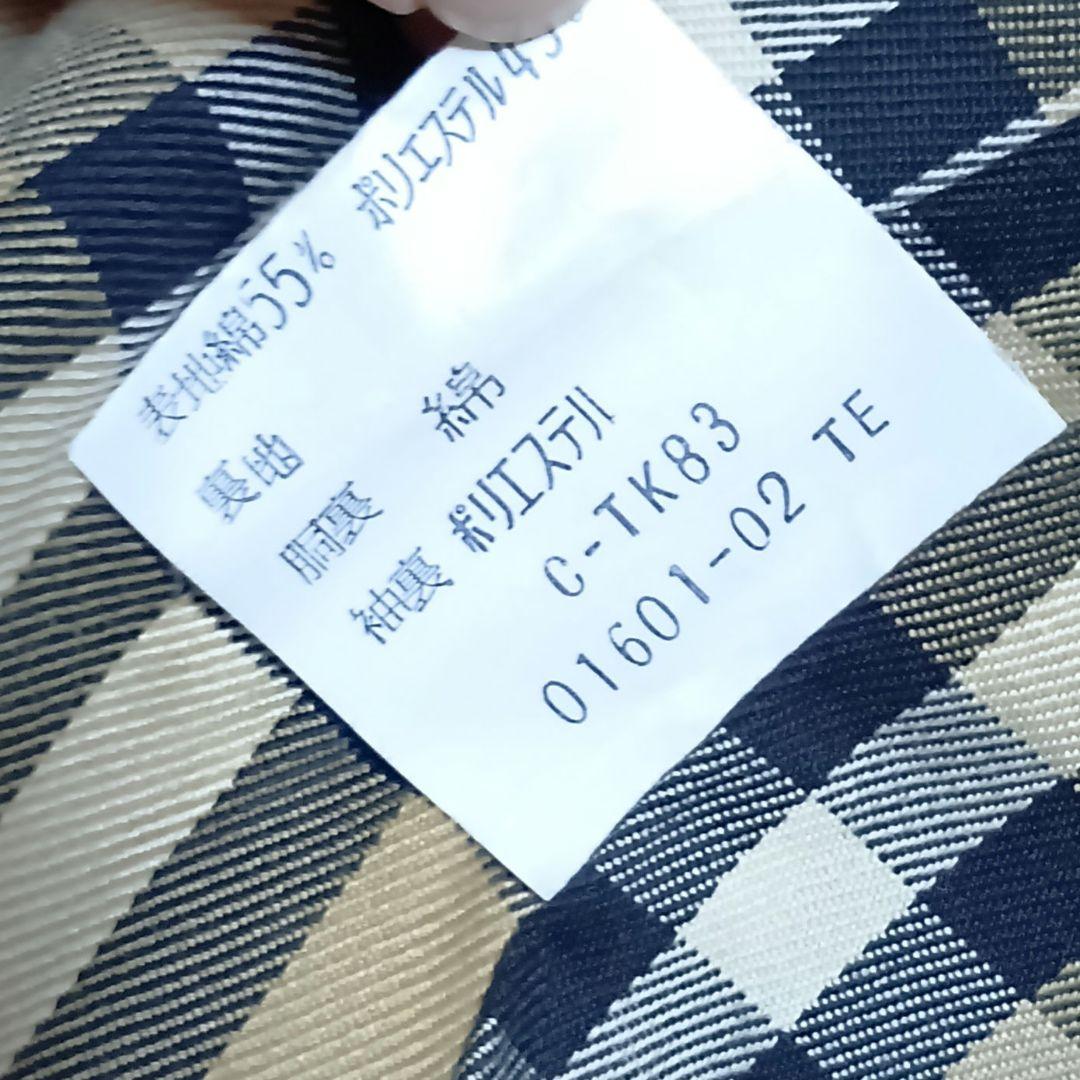 表地綿55% ポリエステル45
裏地
胴裏 綿
袖裏 ポリエステル
C-TK83
01601-02 TE